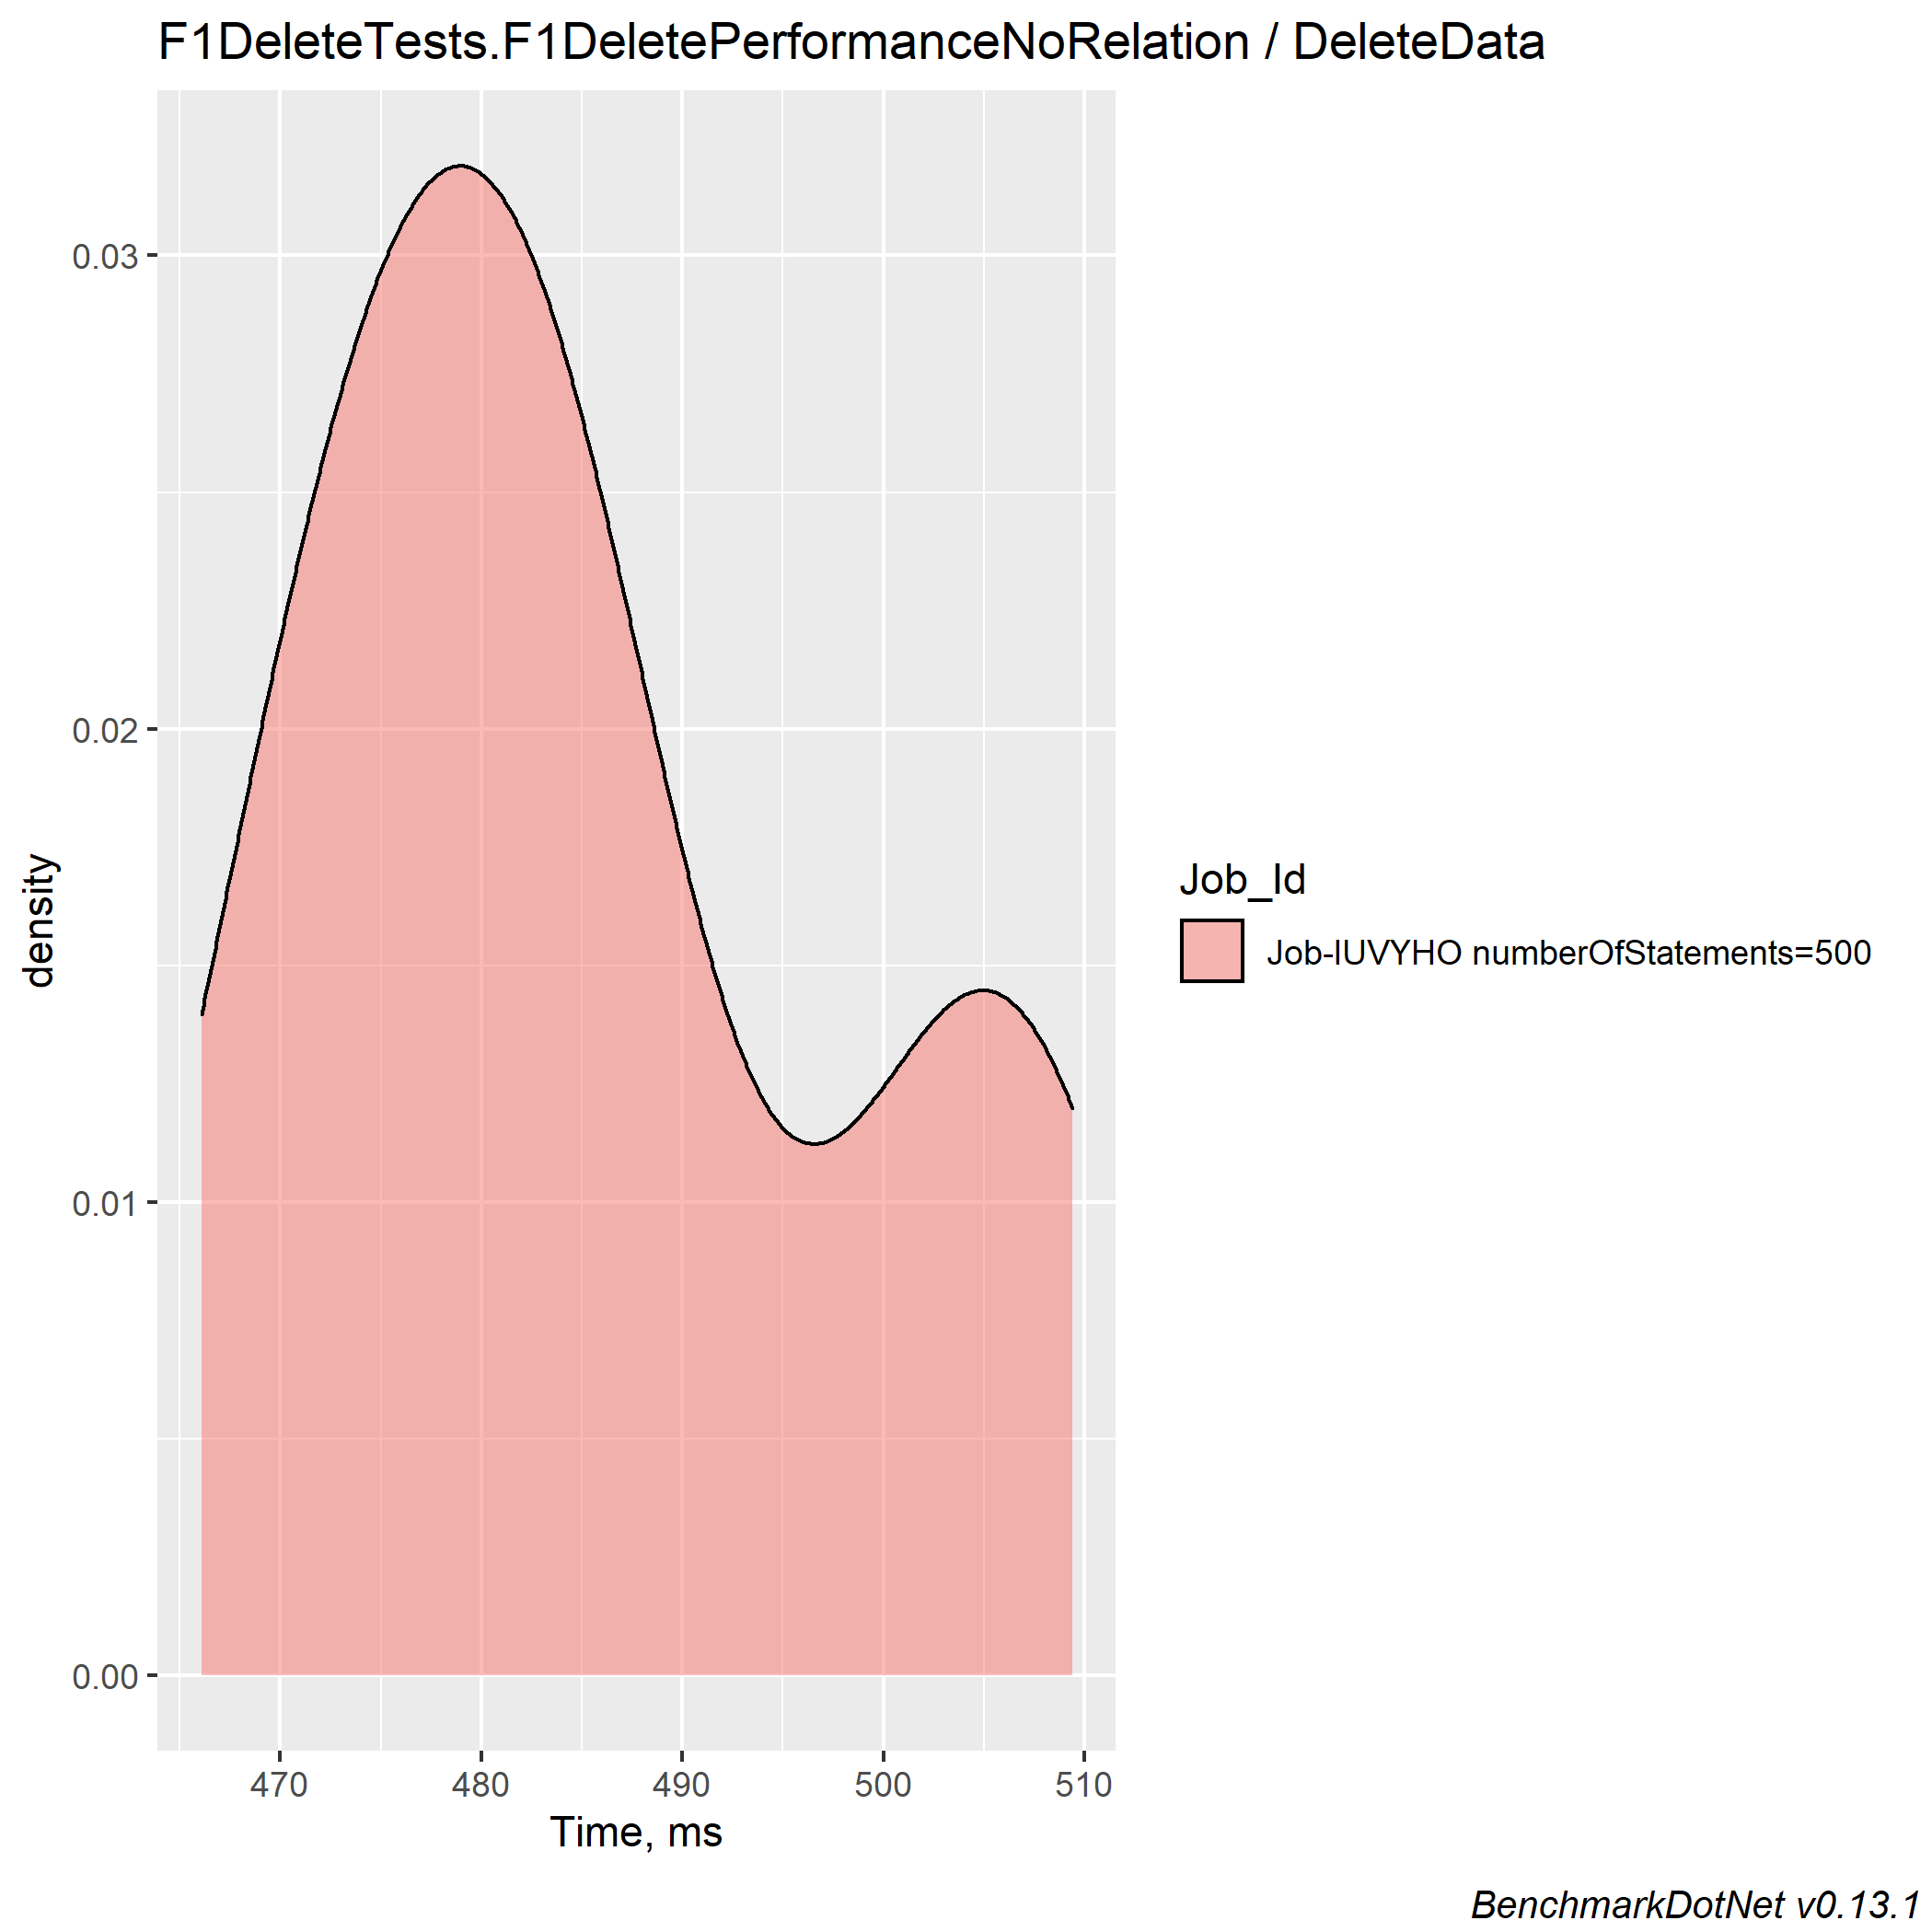 F1DeleteTests.F1DeletePerformanceNoRelation / DeleteData
density
0.03
0.02
0.01
0.00
470 480 490 500 510
Time, ms
Job_Id
Job-IUVYHO numberOfStatements=500
BenchmarkDotNet v0.13.1